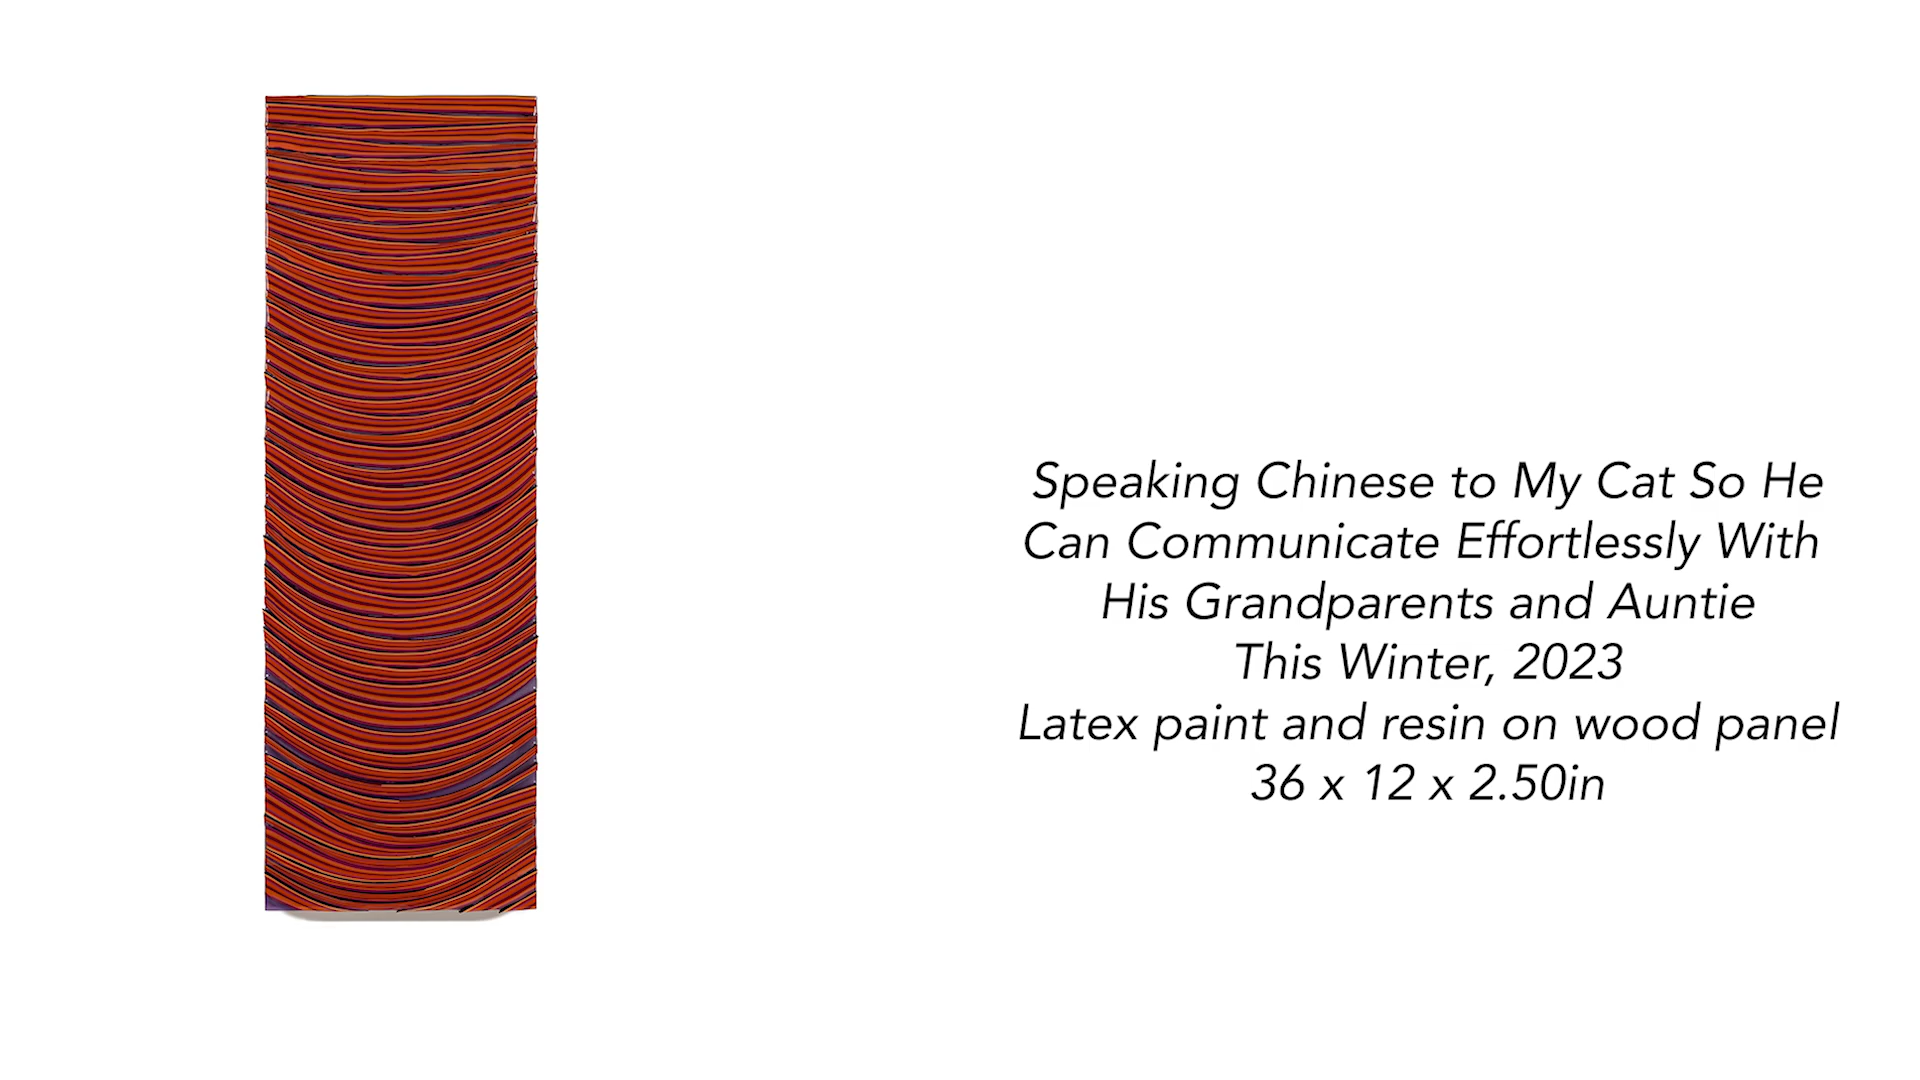 Speaking Chinese to My Cat So He
Can Communicate Effortlessly With
His Grandparents and Auntie
This Winter, 2023
Latex paint and resin on wood panel
36 x 12 x 2.50in